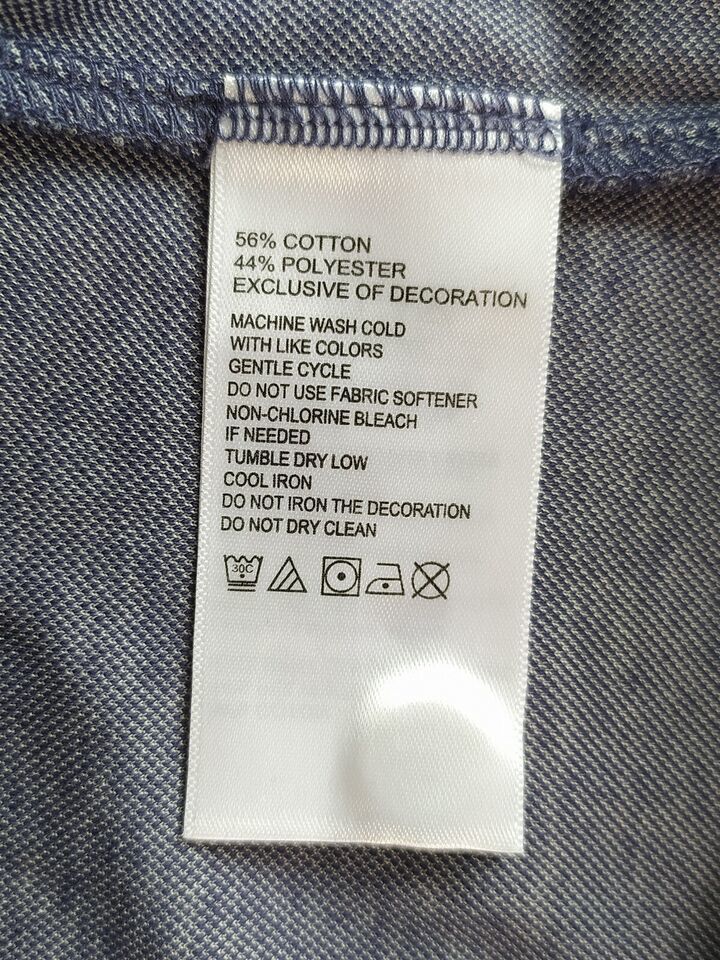 56% COTTON
44% POLYESTER
EXCLUSIVE OF DECORATION
MACHINE WASH COLD
WITH LIKE COLORS
GENTLE CYCLE
DO NOT USE FABRIC SOFTENER
NON-CHLORINE BLEACH
IF NEEDED
TUMBLE DRY LOW
COOL IRON
DO NOT IRON THE DECORATION
DO NOT DRY CLEAN
30C